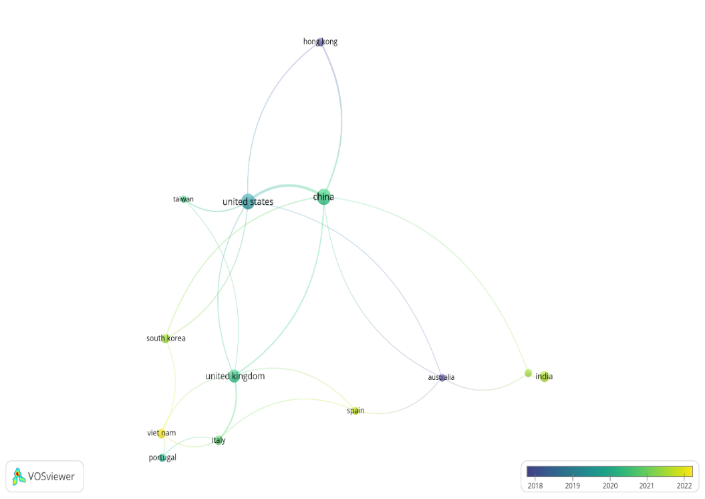 hong kong
taiwan
united states
china
south korea
united kingdom
australia
india
spain
viet nam
italy
portugal
VOSviewer
2018 2019 2020 2021 2022